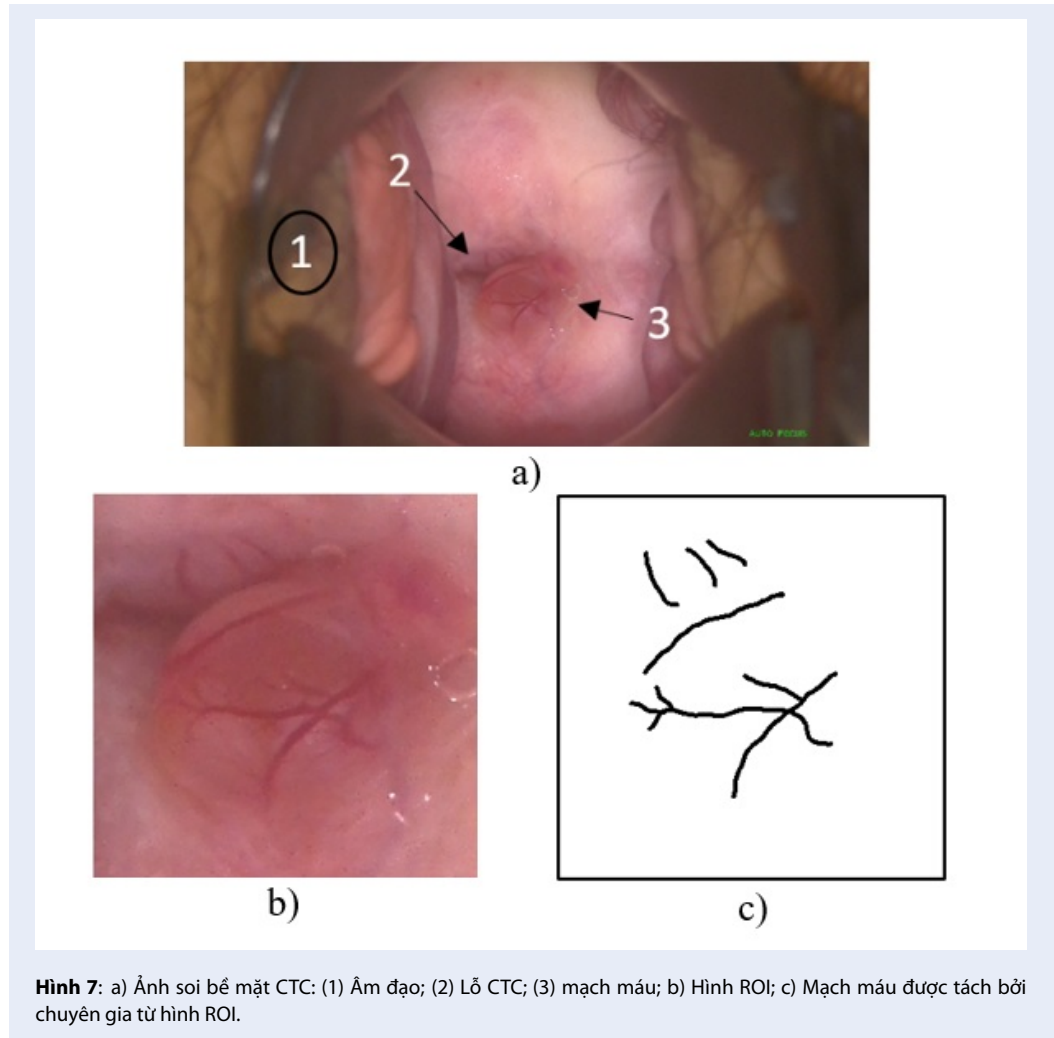 1
2
3
AUTO FOCUS
a)
b)
c)
Hình 7: a) Ảnh soi bề mặt CTC: (1) Âm đạo; (2) Lỗ CTC; (3) mạch máu; b) Hình ROI; c) Mạch máu được tách bởi
chuyên gia từ hình ROI.